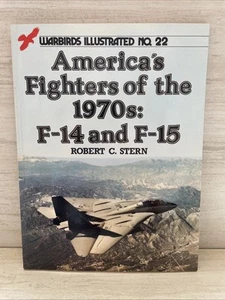 WARBIRDS ILLUSTRATED NO. 22
America's
Fighters of the
1970s:
F-14 and F-15
ROBERT C. STERN